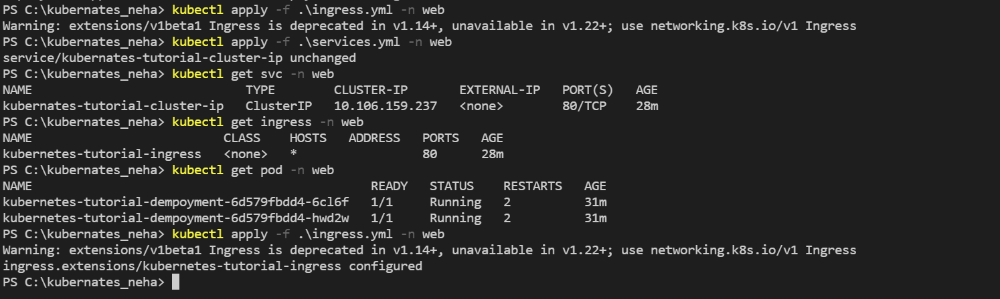 PS C:\kubernates_neha> kubectl apply -f .\ingress.yml -n web
Warning: extensions/v1beta1 Ingress is deprecated in v1.14+, unavailable in v1.22+; use networking.k8s.io/v1 Ingress
PS C:\kubernates_neha> kubectl apply -f .\services.yml -n web
service/kubernates-tutorial-cluster-ip unchanged
PS C:\kubernates_neha> kubectl get svc -n web
NAME TYPE CLUSTER-IP EXTERNAL-IP PORT(S) AGE
kubernates-tutorial-cluster-ip ClusterIP 10.106.159.237 <none> 80/TCP 28m
PS C:\kubernates_neha> kubectl get ingress -n web
NAME CLASS HOSTS ADDRESS PORTS AGE
kubernetes-tutorial-ingress <none> * 80 28m
PS C:\kubernates_neha> kubectl get pod -n web
NAME READY STATUS RESTARTS AGE
kubernetes-tutorial-dempoyment-6d579fbdd4-6cl6f 1/1 Running 2 31m
kubernetes-tutorial-dempoyment-6d579fbdd4-hwd2w 1/1 Running 2 31m
PS C:\kubernates_neha> kubectl apply -f .\ingress.yml -n web
Warning: extensions/v1beta1 Ingress is deprecated in v1.14+, unavailable in v1.22+; use networking.k8s.io/v1 Ingress
ingress.extensions/kubernetes-tutorial-ingress configured
PS C:\kubernates_neha>